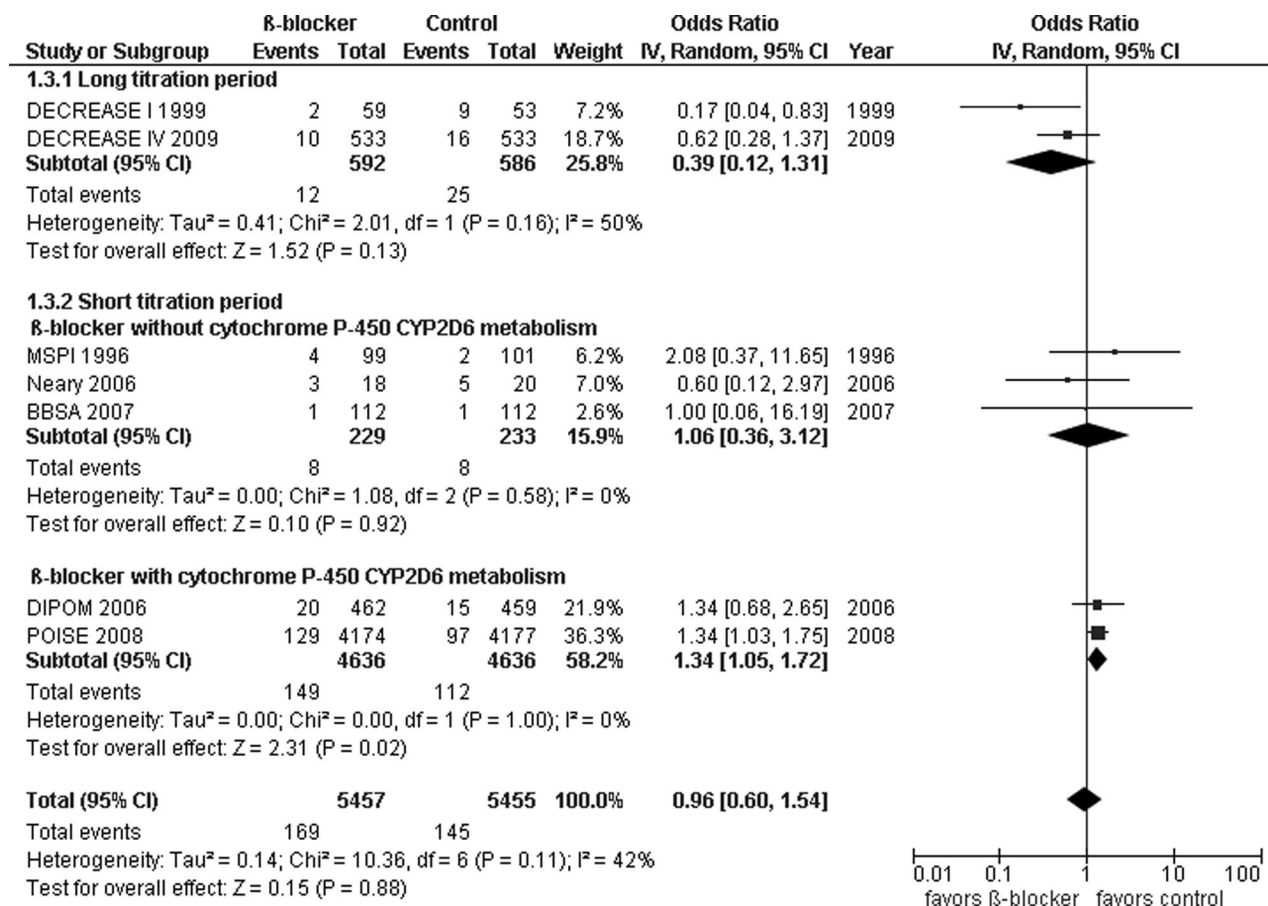 ß-blocker Control Odds Ratio Odds Ratio
Study or Subgroup Events Total Events Total Weight IV, Random, 95% CI Year IV, Random, 95% CI
1.3.1 Long titration period
DECREASE I 1999 2 59 9 53 7.2% 0.17 [0.04, 0.83] 1999
DECREASE IV 2009 10 533 16 533 18.7% 0.62 [0.28, 1.37] 2009
Subtotal (95% CI) 592 586 25.8% 0.39 [0.12, 1.31]
Total events 12 25
Heterogeneity: Tau² = 0.41; Chi² = 2.01, df = 1 (P = 0.16); I² = 50%
Test for overall effect: Z = 1.52 (P = 0.13)
1.3.2 Short titration period
ß-blocker without cytochrome P-450 CYP2D6 metabolism
MSPI 1996 4 99 2 101 6.2% 2.08 [0.37, 11.65] 1996
Neary 2006 3 18 5 20 7.0% 0.60 [0.12, 2.97] 2006
BBSA 2007 1 112 1 112 2.6% 1.00 [0.06, 16.19] 2007
Subtotal (95% CI) 229 233 15.9% 1.06 [0.36, 3.12]
Total events 8 8
Heterogeneity: Tau² = 0.00; Chi² = 1.08, df = 2 (P = 0.58); I² = 0%
Test for overall effect: Z = 0.10 (P = 0.92)
ß-blocker with cytochrome P-450 CYP2D6 metabolism
DIPOM 2006 20 462 15 459 21.9% 1.34 [0.68, 2.65] 2006
POISE 2008 129 4174 97 4177 36.3% 1.34 [1.03, 1.75] 2008
Subtotal (95% CI) 4636 4636 58.2% 1.34 [1.05, 1.72]
Total events 149 112
Heterogeneity: Tau² = 0.00; Chi² = 0.00, df = 1 (P = 1.00); I² = 0%
Test for overall effect: Z = 2.31 (P = 0.02)
Total (95% CI) 5457 5455 100.0% 0.96 [0.60, 1.54]
Total events 169 145
Heterogeneity: Tau² = 0.14; Chi² = 10.36, df = 6 (P = 0.11); I² = 42%
Test for overall effect: Z = 0.15 (P = 0.88)
0.01 0.1 1 10 100
favors ß-blocker favors control